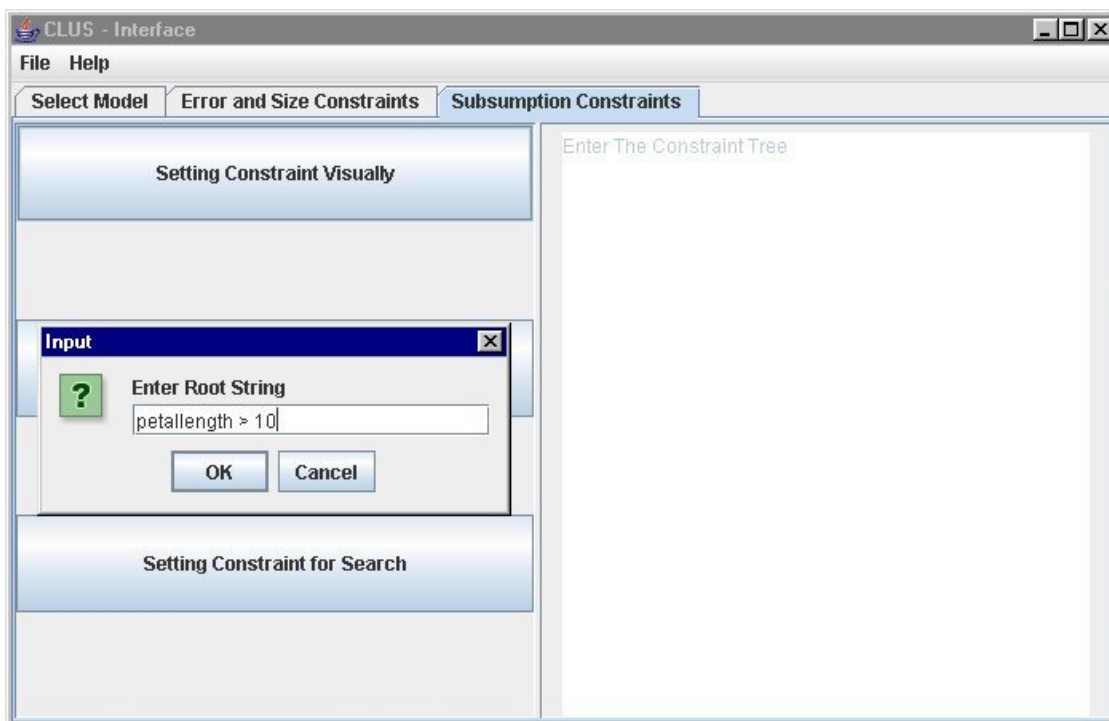 CLUS - Interface
File Help
Select Model Error and Size Constraints Subsumption Constraints
Setting Constraint Visually
Enter The Constraint Tree
Input
?
Enter Root String
petallength > 10
OK Cancel
Setting Constraint for Search